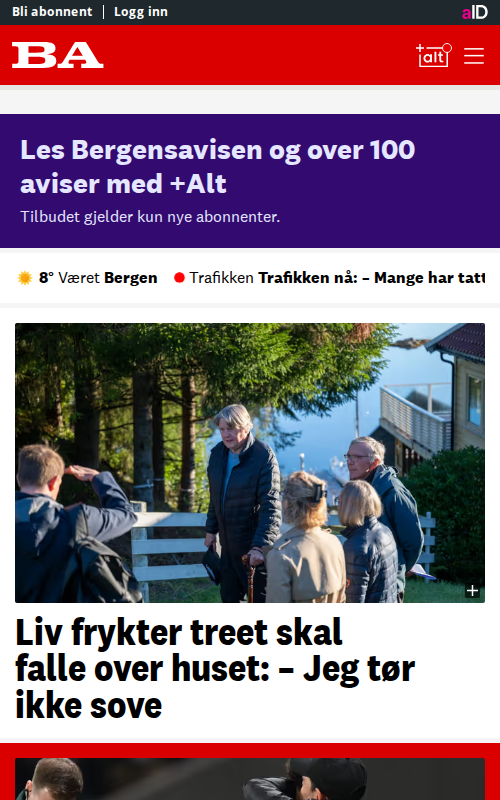 Bli abonnent | Logg inn
aID
BA
+alt
Les Bergensavisen og over 100
aviser med +Alt
Tilbudet gjelder kun nye abonnenter.
8° Været Bergen Trafikken Trafikken nå: – Mange har tatt
Liv frykter treet skal
falle over huset: – Jeg tør
ikke sove